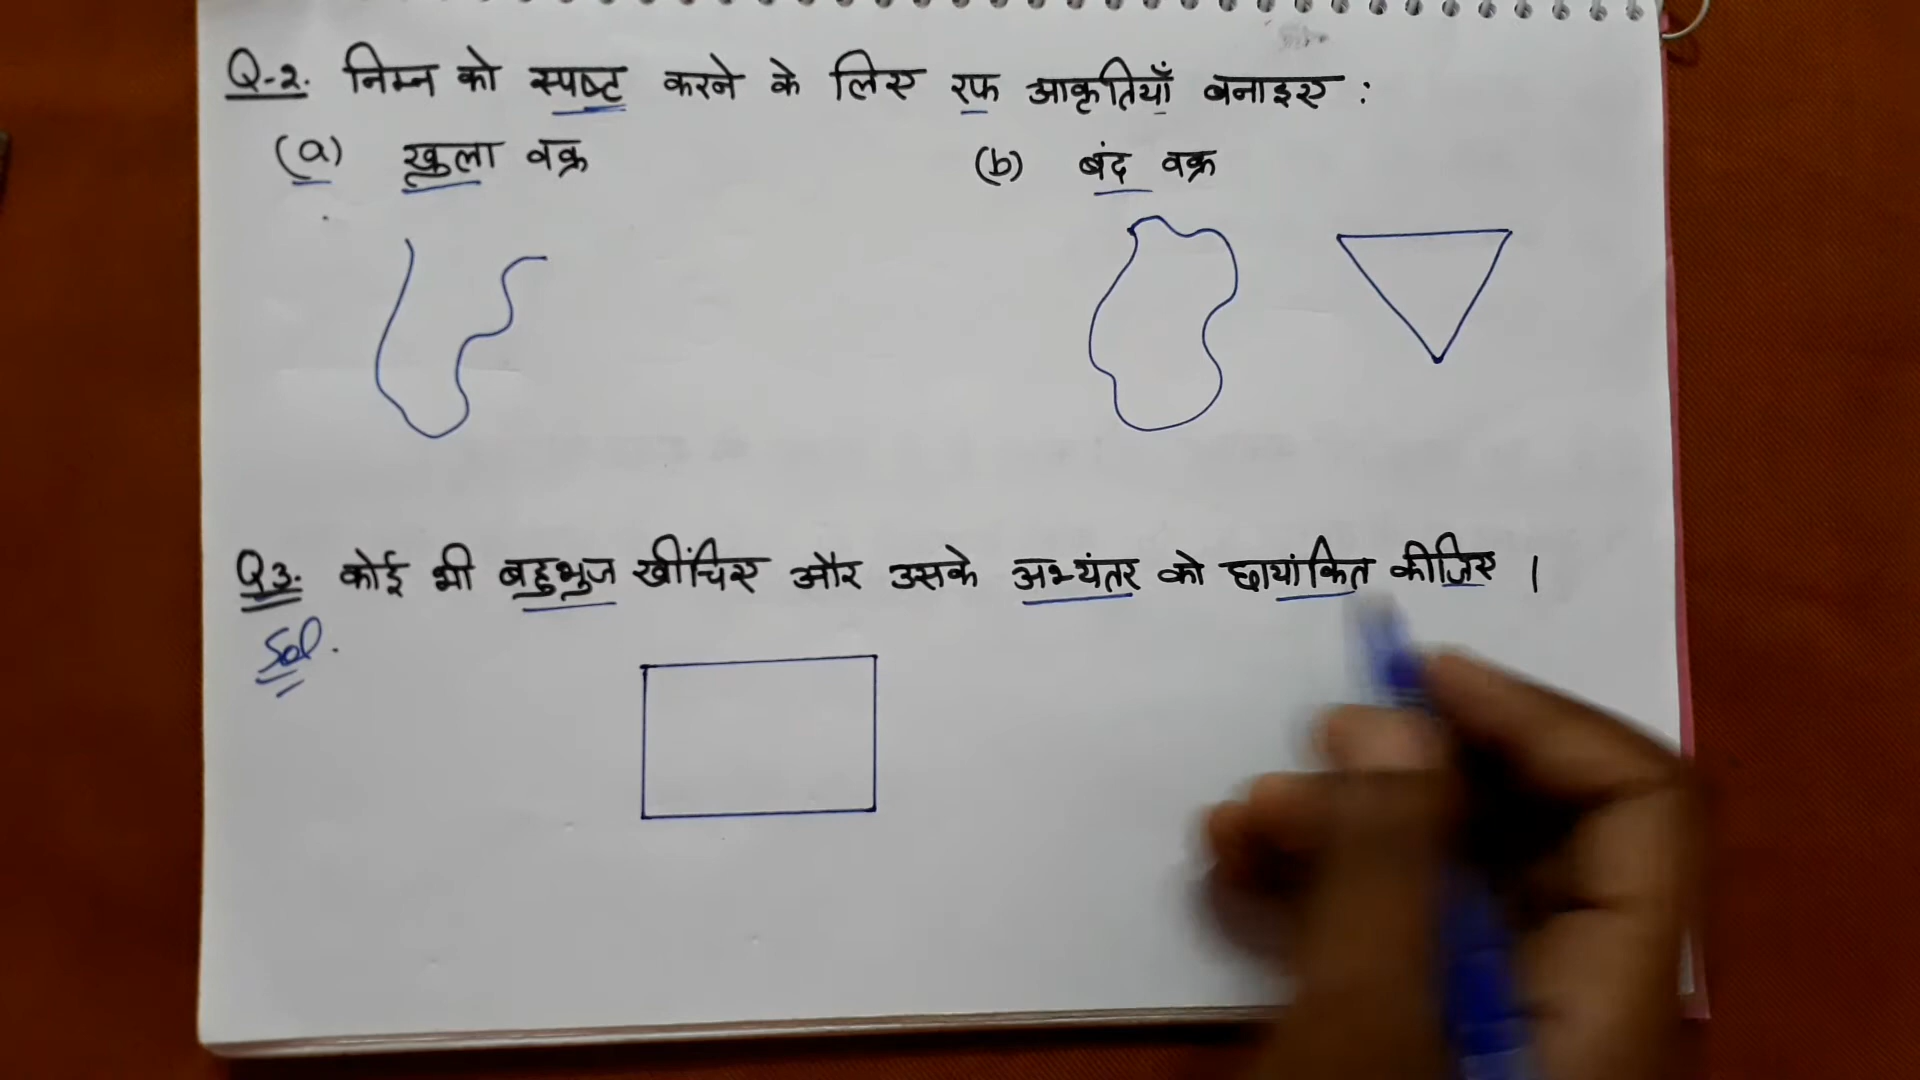 Q-2. निम्न को स्पष्ट करने के लिए रफ आकृतियाँ बनाइए :
(a) खुला वक्र (b) बंद वक्र
Q3. कोई भी बहुभुज खींचिए और उसके अभ्यंतर को छायांकित कीजिए ।
Sol.